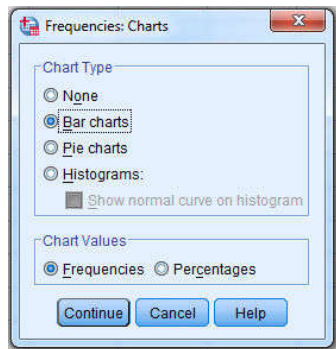 Frequencies: Charts
Chart Type
None
Bar charts
Pie charts
Histograms:
Show normal curve on histogram
Chart Values
Frequencies Percentages
Continue Cancel Help